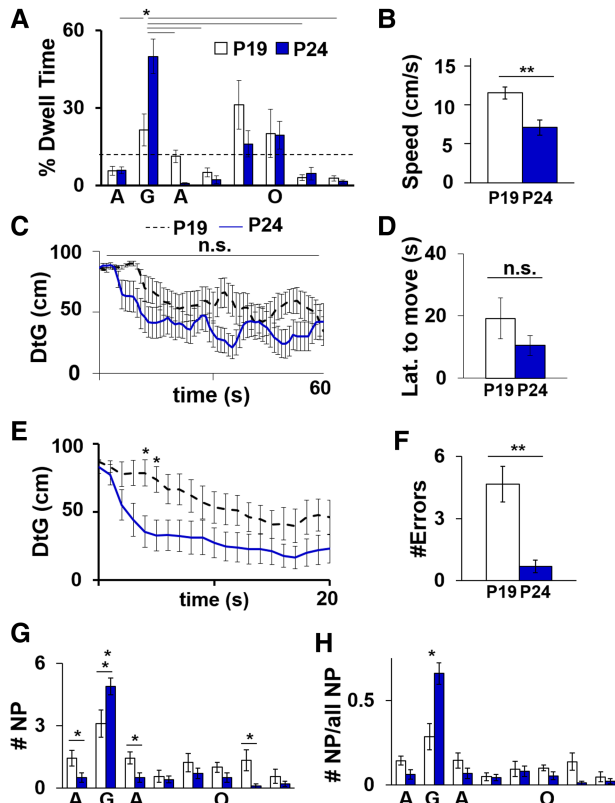 A
*
60
% Dwell Time
P19 P24
30
0
A G A O
B
Speed (cm/s)
15
**
10
5
0
P19 P24
C
P19 P24
n.s.
100
DtG (cm)
50
0
time (s) 60
D
Lat. to move (s)
40
n.s.
20
0
P19 P24
E
100
* *
DtG (cm)
50
0
time (s) 20
F
#Errors
6
**
3
0
P19 P24
G
# NP
6
* *
3
* * *
0
A G A O
H
# NP/all NP
*
0.5
0
A G A O